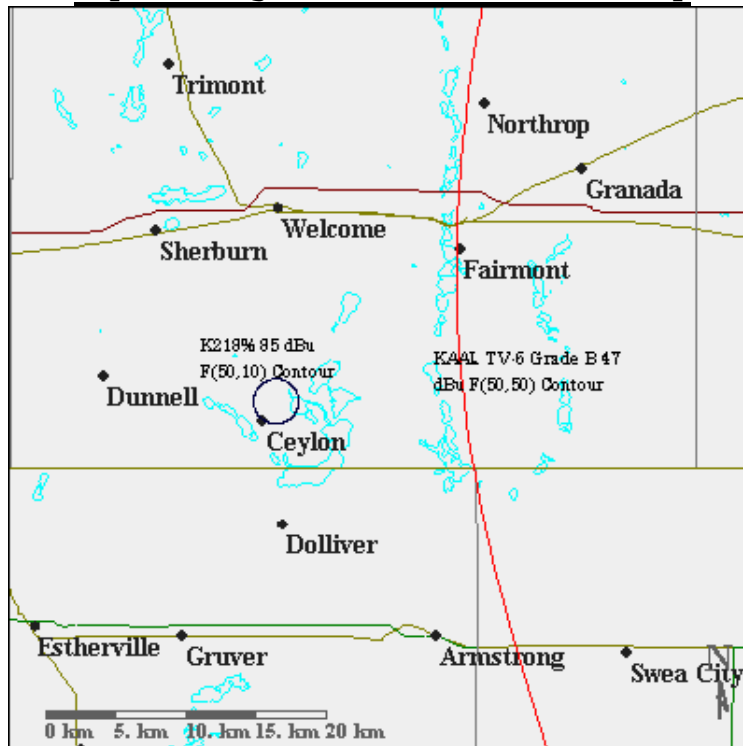 Trimont
Northrop
Granada
Welcome
Sherburn
Fairmont
K218% 85 dBu
F(50,10) Contour
KAAL TV-6 Grade B 47
dBu F(50,50) Contour
Dunnell
Ceylon
Dolliver
Estherville
Gruver
Armstrong
Swea City
N
0 km 5. km 10. km 15. km 20 km